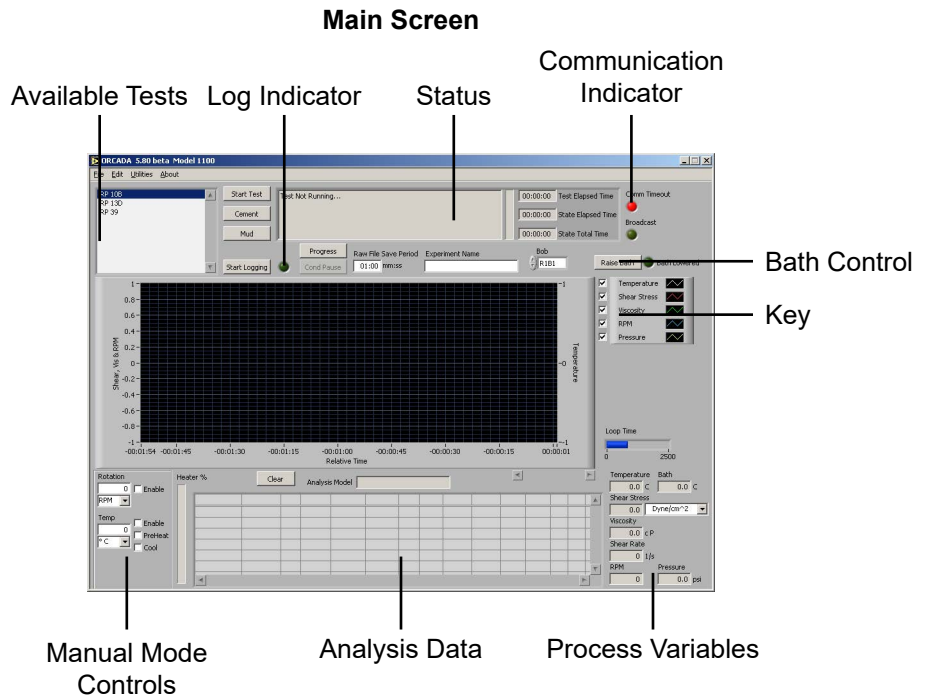 Main Screen
Communication
Indicator
Available Tests
Log Indicator
Status
ORCADA 5.80 beta Model 1100
File Edit Utilities About
RP 10B
RP 13D
RP 39
Start Test
Cement
Mud
Start Logging
Test Not Running...
00:00:00 Test Elapsed Time
00:00:00 State Elapsed Time
00:00:00 State Total Time
Comm Timeout
Broadcast
Progress
Cond Pause
Raw File Save Period
01:00 mm:ss
Experiment Name
Bob
R1B1
Raise Bath
Bath Lowered
Bath Control
Key
Temperature
Shear Stress
Viscosity
RPM
Pressure
1
0.8
0.6
0.4
0.2
0
-0.2
-0.4
-0.6
-0.8
-1
Shear, Vis & RPM
1
0
-1
Temperature
-00:01:54 -00:01:45 -00:01:30 -00:01:15 -00:01:00 -00:00:45 -00:00:30 -00:00:15 00:00:01
Relative Time
Loop Time
0 2500
Rotation
0 Enable
RPM
Temp
0 Enable
° C PreHeat
Cool
Heater %
Clear
Analysis Model
Temperature Bath
0.0 C 0.0 C
Shear Stress
0.0 Dyne/cm^2
Viscosity
0.0 c P
Shear Rate
0 1/s
RPM Pressure
0 0.0 psi
Manual Mode
Controls
Analysis Data
Process Variables